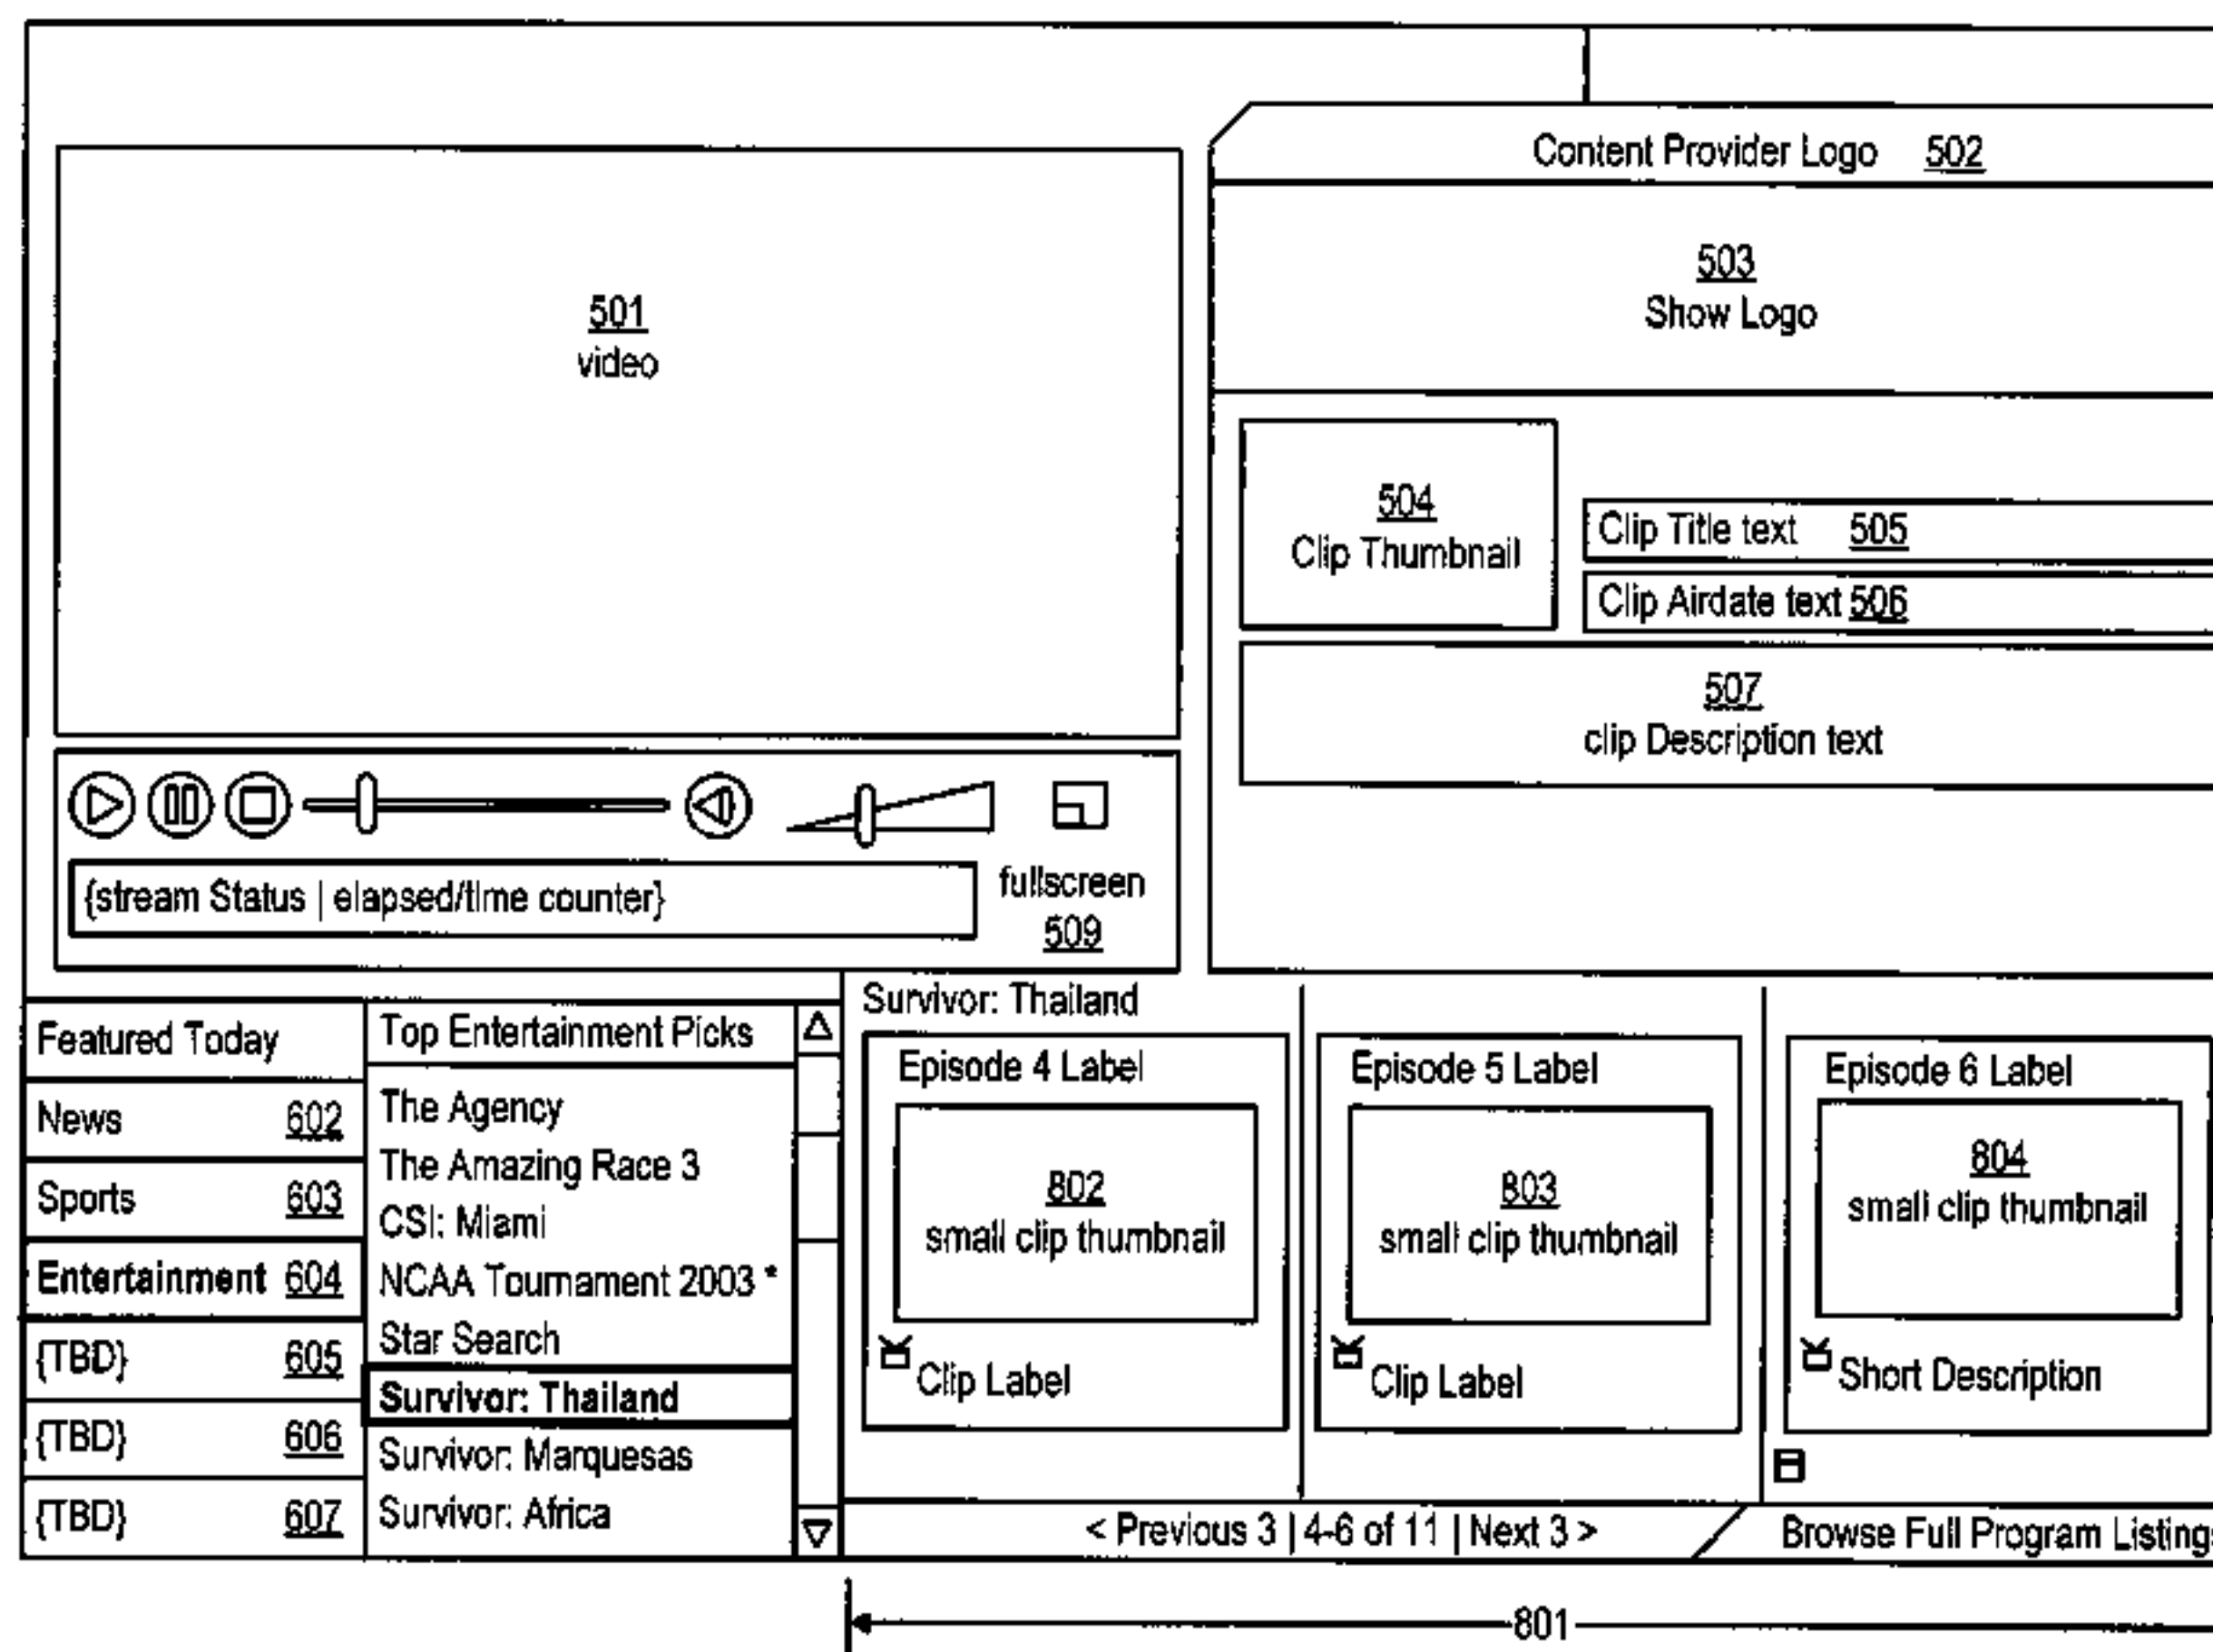 Content Provider Logo 502
503
Show Logo
501
video
504
Clip Thumbnail
Clip Title text 505
Clip Airdate text 506
507
clip Description text
{stream Status | elapsed/time counter}
fullscreen
509
Featured Today
News 602
Sports 603
Entertainment 604
{TBD} 605
{TBD} 606
{TBD} 607
Top Entertainment Picks
The Agency
The Amazing Race 3
CSI: Miami
NCAA Tournament 2003 *
Star Search
Survivor: Thailand
Survivor: Marquesas
Survivor: Africa
Survivor: Thailand
Episode 4 Label
802
small clip thumbnail
Clip Label
Episode 5 Label
803
small clip thumbnail
Clip Label
Episode 6 Label
804
small clip thumbnail
Short Description
< Previous 3 | 4-6 of 11 | Next 3 >
Browse Full Program Listings
801